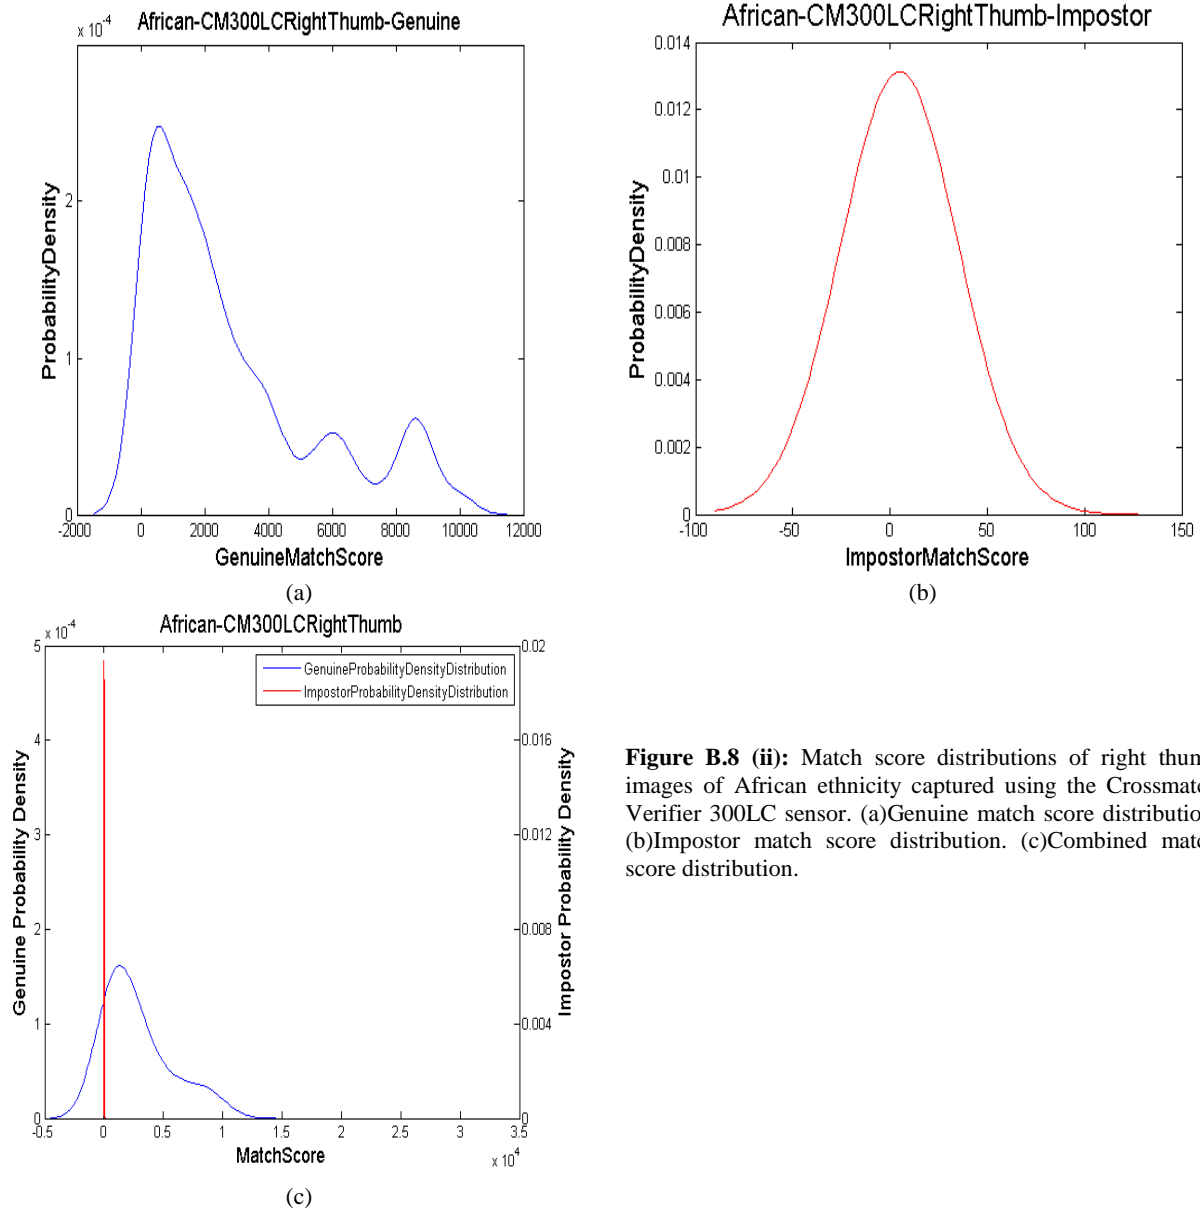 African-CM300LCRightThumb-Genuine
x 10-4
ProbabilityDensity
2
1
0
-2000 0 2000 4000 6000 8000 10000 12000
GenuineMatchScore
(a)
African-CM300LCRightThumb-Impostor
ProbabilityDensity
0.014
0.012
0.01
0.008
0.006
0.004
0.002
0
-100 -50 0 50 100 150
ImpostorMatchScore
(b)
African-CM300LCRightThumb
x 10-4
Genuine Probability Density
5
4
3
2
1
0
GenuineProbabilityDensityDistribution
ImpostorProbabilityDensityDistribution
0.02
0.016
0.012
0.008
0.004
0
Impostor Probability Density
-0.5 0 0.5 1 1.5 2 2.5 3 3.5
MatchScore
x 104
(c)
Figure B.8 (ii): Match score distributions of right thum
images of African ethnicity captured using the Crossmat
Verifier 300LC sensor. (a)Genuine match score distributio
(b)Impostor match score distribution. (c)Combined mat
score distribution.